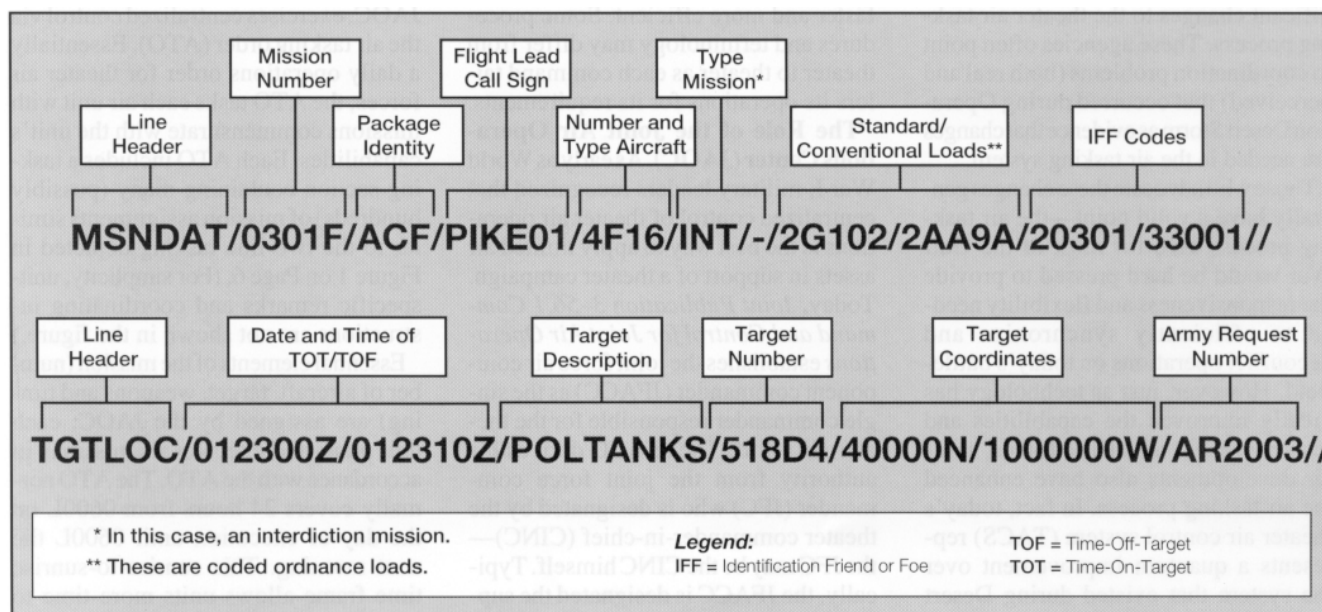 Mission Number
Flight Lead Call Sign
Type Mission*
Line Header
Package Identity
Number and Type Aircraft
Standard/ Conventional Loads**
IFF Codes
MSNDAT/0301F/ACF/PIKE01/4F16/INT/-/2G102/2AA9A/20301/33001//
Line Header
Date and Time of TOT/TOF
Target Description
Target Number
Target Coordinates
Army Request Number
TGTLOC/012300Z/012310Z/POLTANKS/518D4/40000N/1000000W/AR2003//
* In this case, an interdiction mission.
** These are coded ordnance loads.
Legend:
IFF = Identification Friend or Foe
TOF = Time-Off-Target
TOT = Time-On-Target